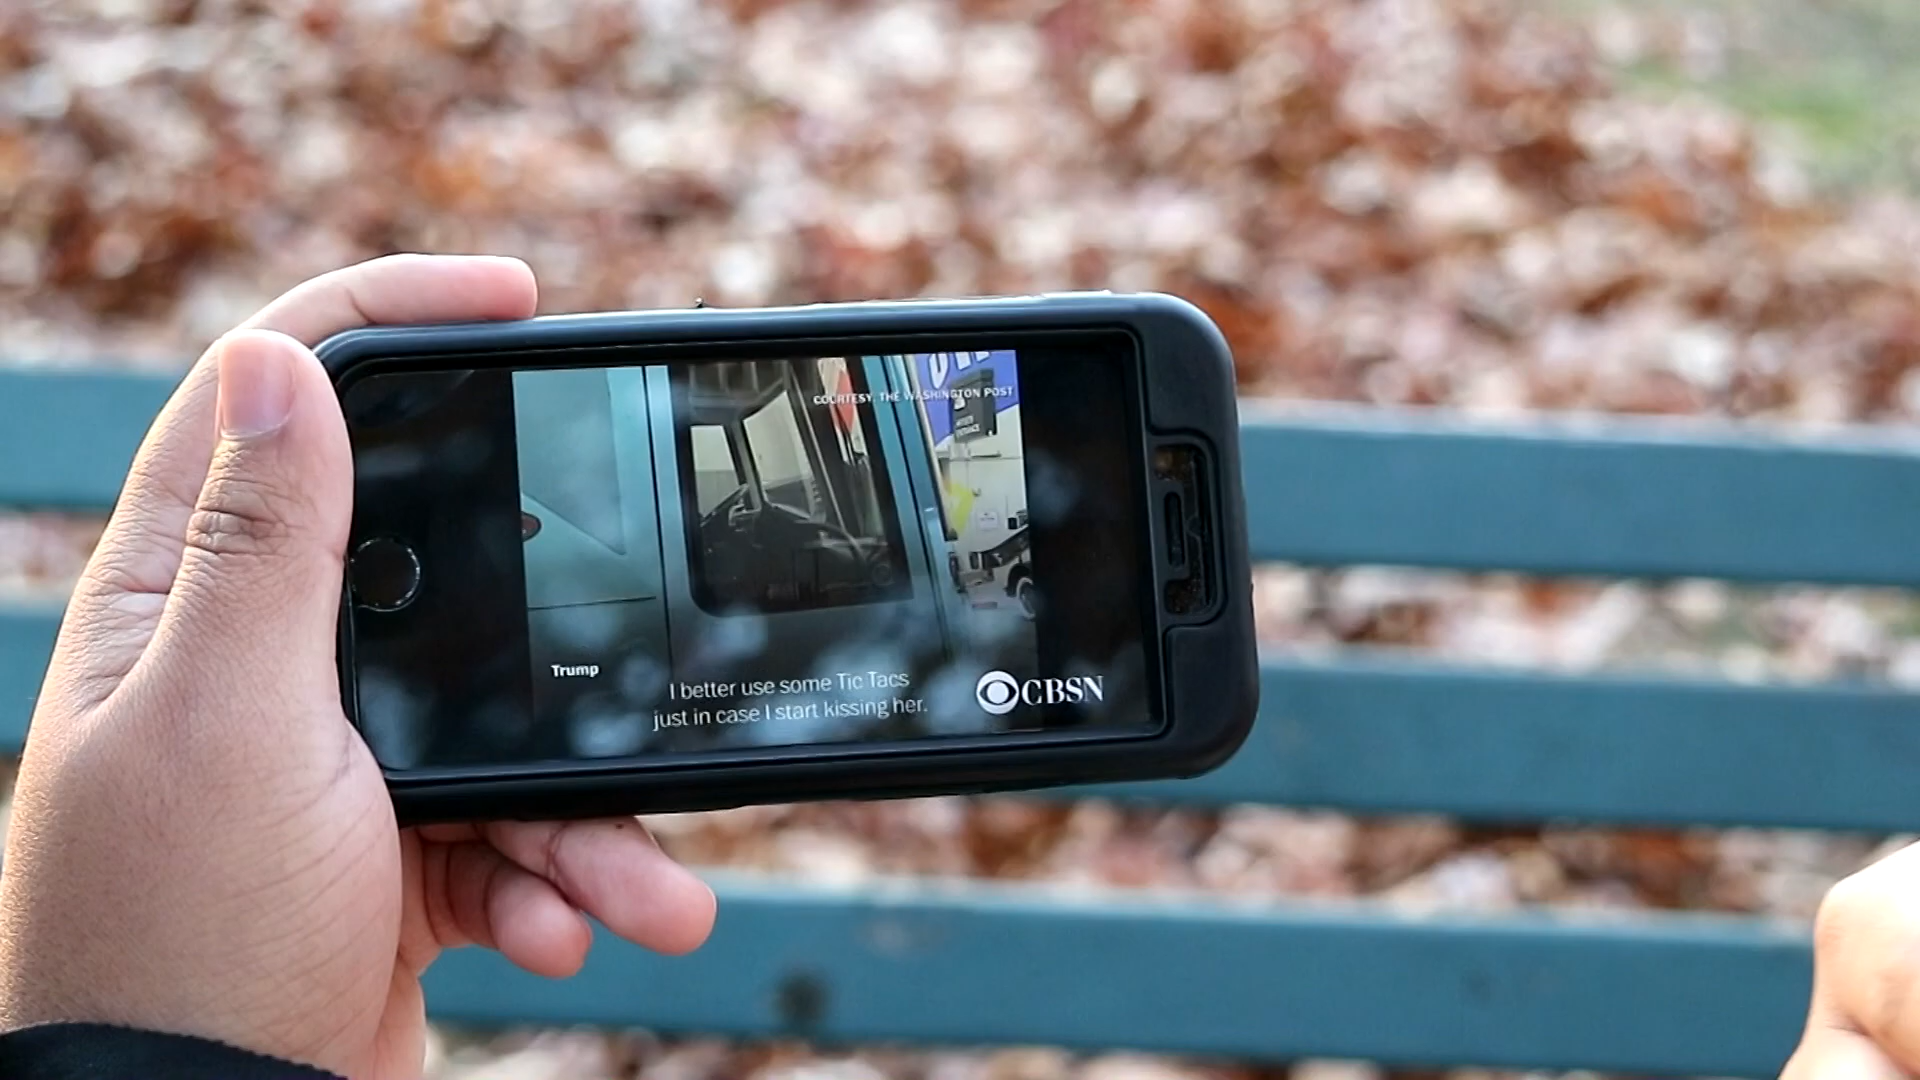 COURTESY: THE WASHINGTON POST
Trump
I better use some Tic Tacs
just in case I start kissing her.
CBSN